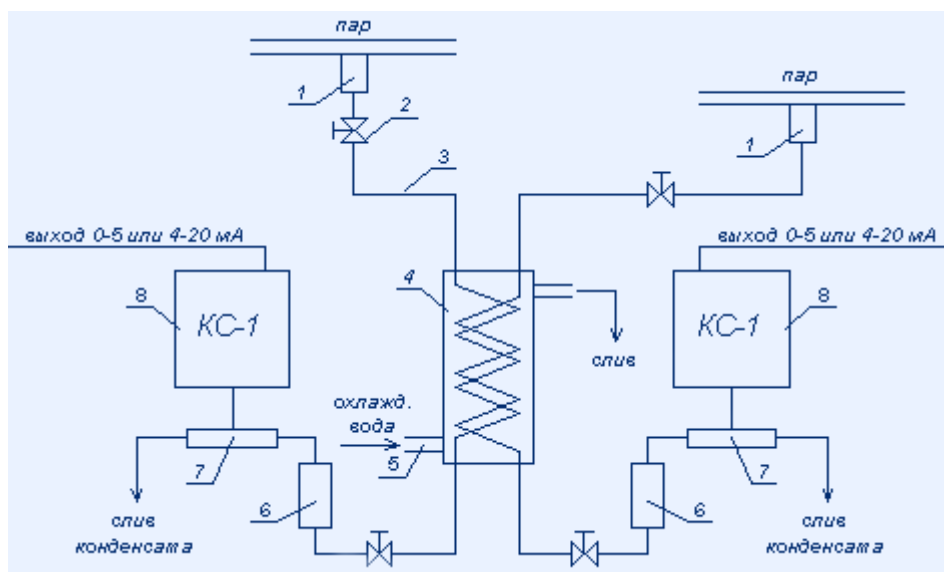 пар
1
2
3
пар
1
выход 0-5 или 4-20 мА
8
КС-1
4
слив
выход 0-5 или 4-20 мА
8
КС-1
охлажд.
вода
5
7
6
слив
конденсата
7
6
слив
конденсата